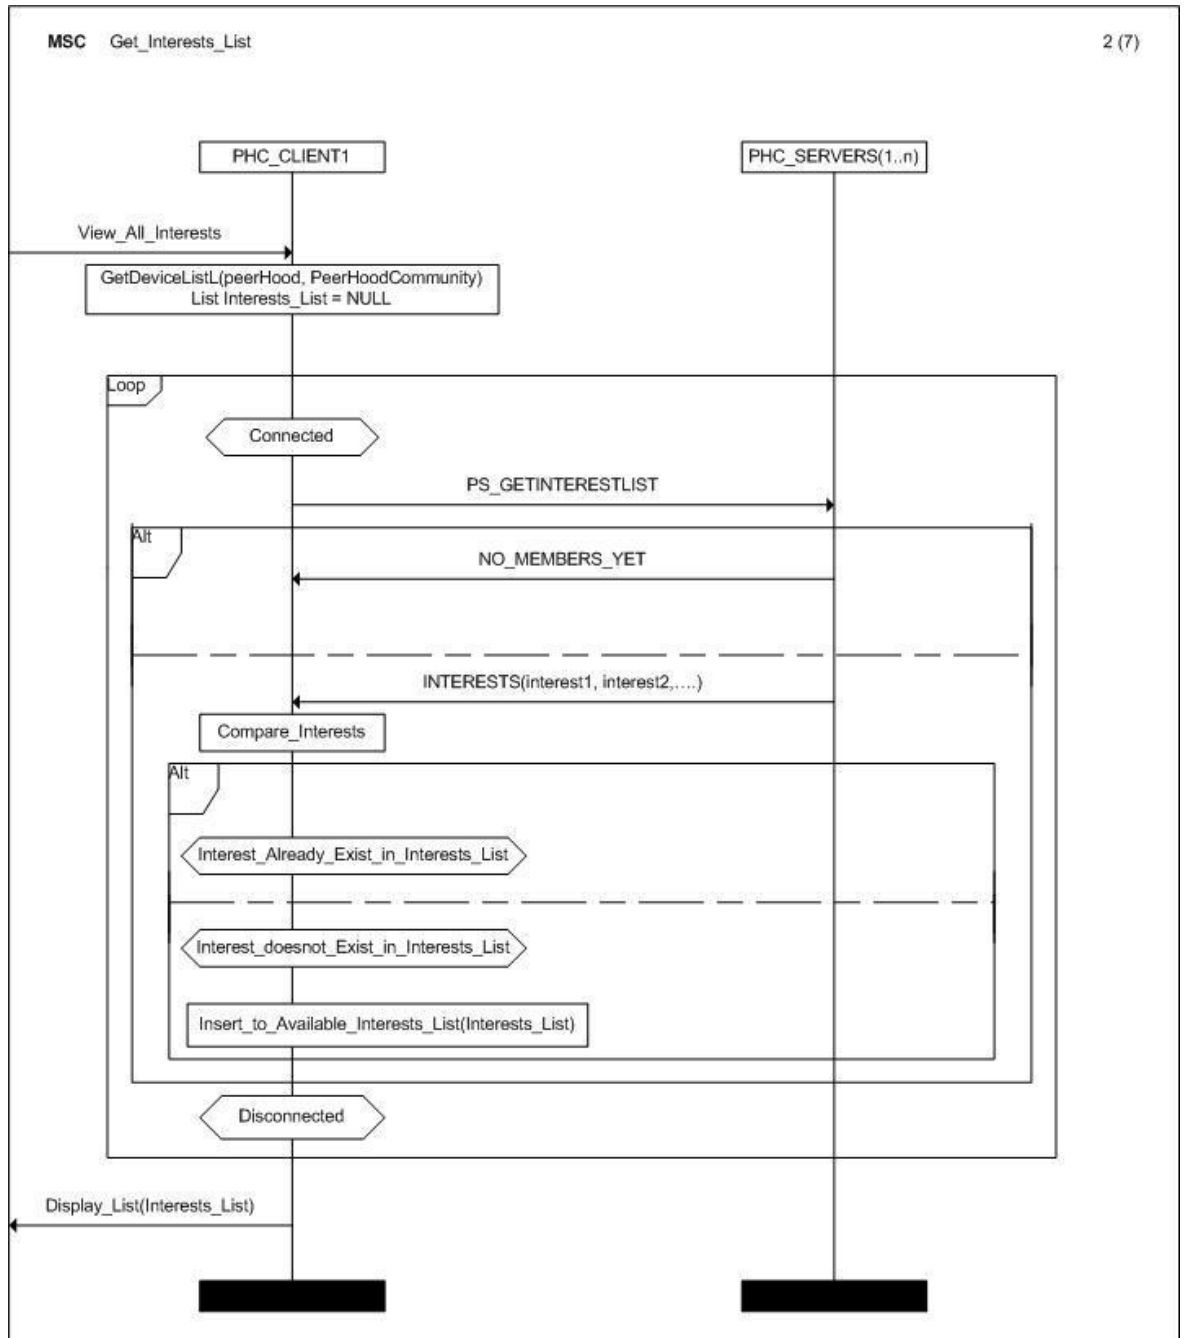 MSC Get_Interests_List
2 (7)
PHC_CLIENT1
PHC_SERVERS(1..n)
View_All_Interests
GetDeviceListL(peerHood, PeerHoodCommunity)
List Interests_List = NULL
Loop
Connected
PS_GETINTERESTLIST
Alt
NO_MEMBERS_YET
INTERESTS(interest1, interest2,....)
Compare_Interests
Alt
Interest_Already_Exist_in_Interests_List
Interest_doesnot_Exist_in_Interests_List
Insert_to_Available_Interests_List(Interests_List)
Disconnected
Display_List(Interests_List)